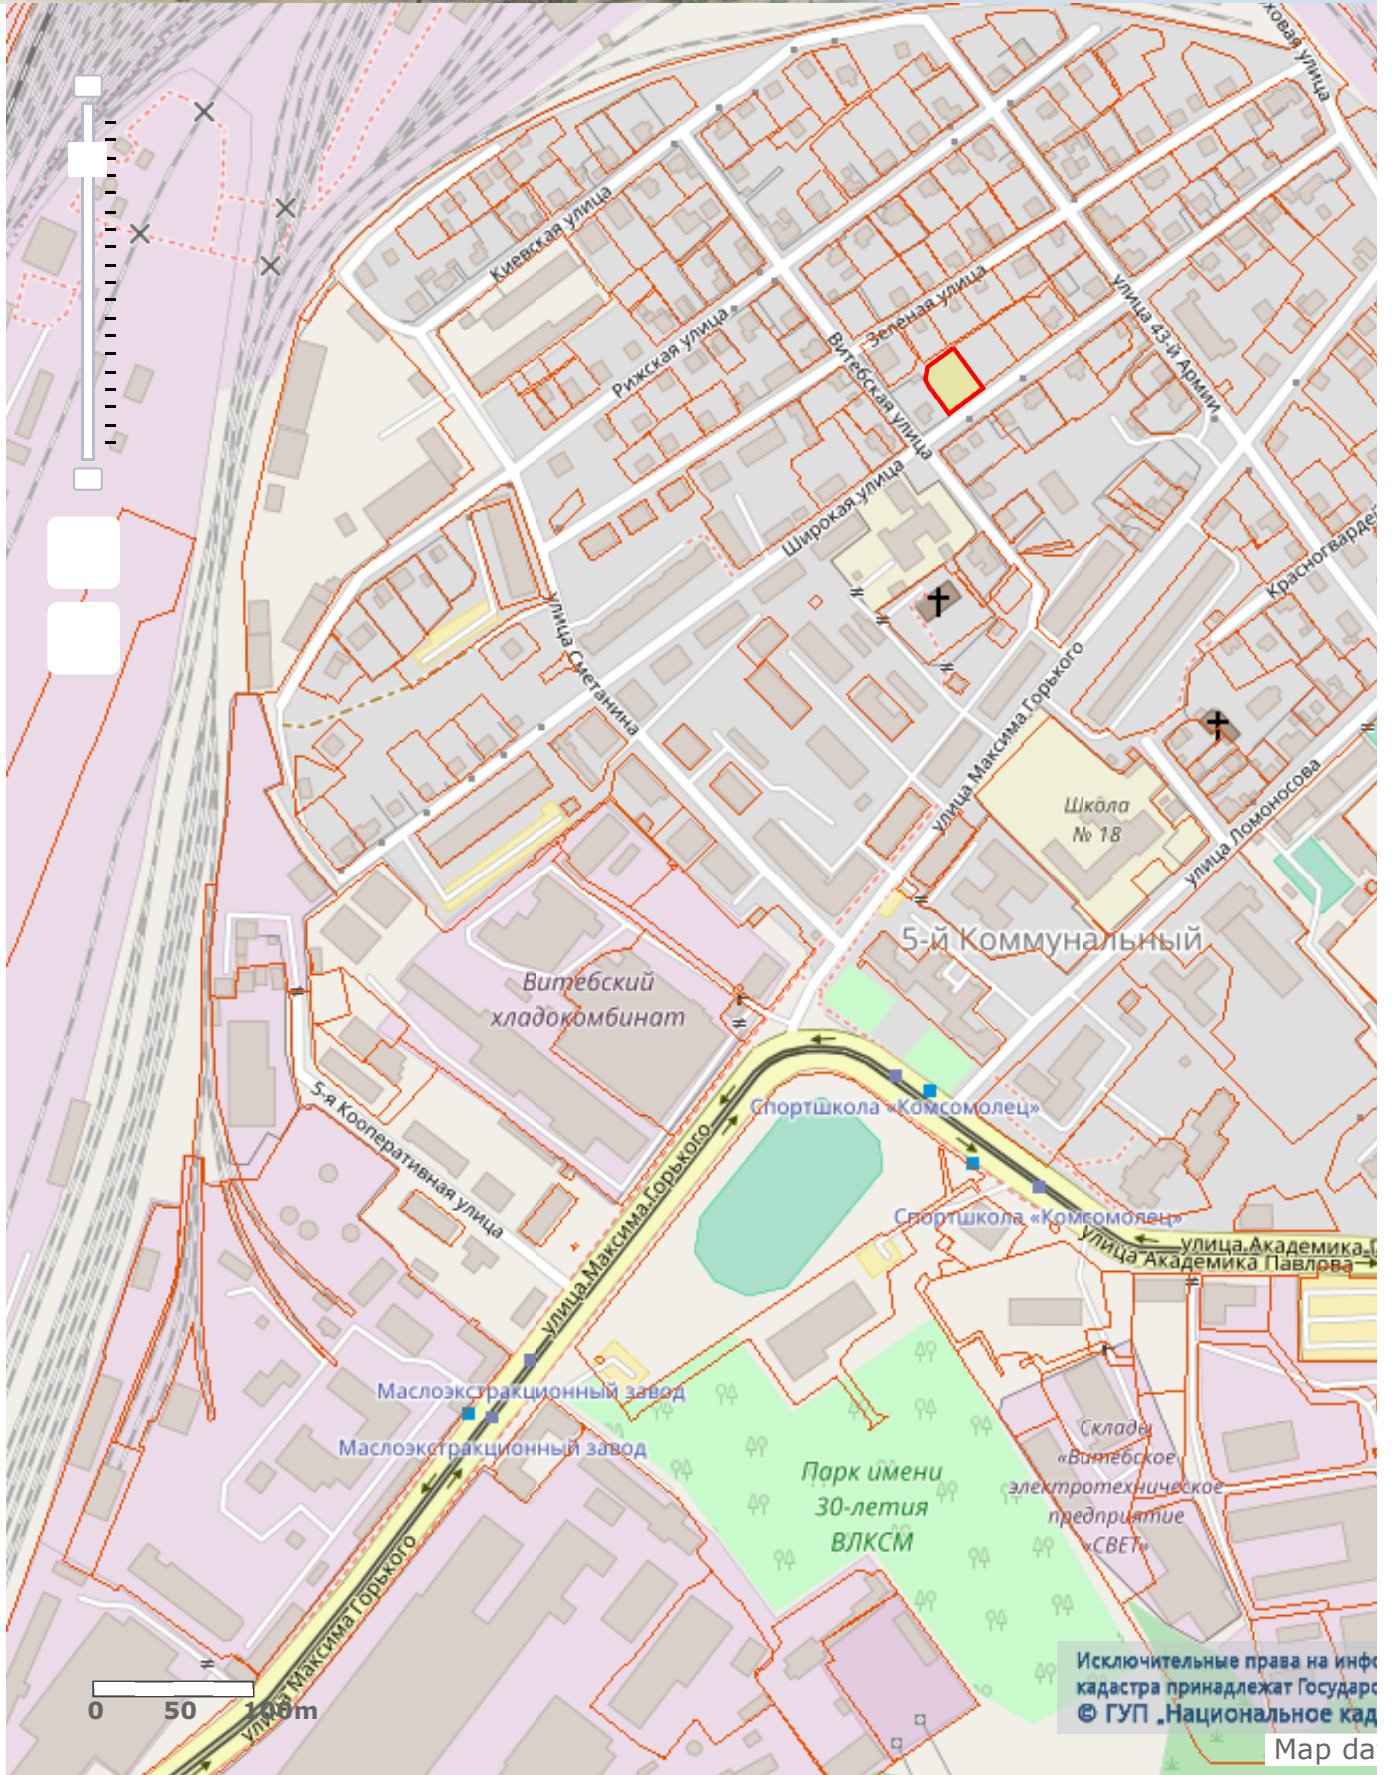 ховая улица
Киевская улица
Рижская улица
Зелёная улица
Витебская улица
улица 43-й Армии
Широкая улица
Красногвардей
улица Сметанина
улица Максима Горького
Школа
№ 18
улица Ломоносова
5-й Коммунальный
Витебский
хладокомбинат
5-я Кооперативная улица
Спортшкола «Комсомолец»
улица Максима Горького
Спортшкола «Комсомолец»
улица Академика П
улица Академика Павлова
Маслоэкстракционный завод
Маслоэкстракционный завод
Склады
«Витебское
электротехническое
предприятие
«СВЕТ»
Парк имени
30-летия
ВЛКСМ
улица Максима Горького
Исключительные права на инфо
кадастра принадлежат Государс
© ГУП „Национальное кад
0 50 100m
Map da